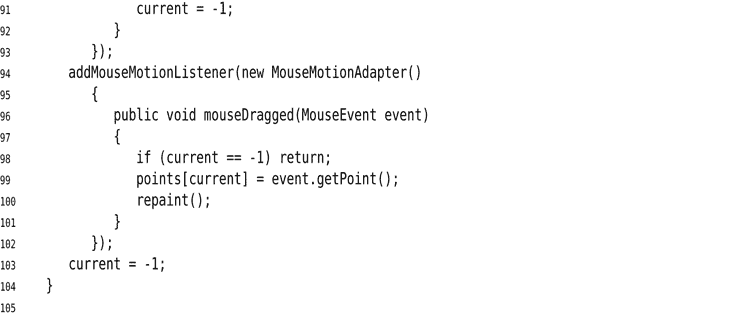 91 current = -1;
92 }
93 });
94 addMouseMotionListener(new MouseMotionAdapter()
95 {
96 public void mouseDragged(MouseEvent event)
97 {
98 if (current == -1) return;
99 points[current] = event.getPoint();
100 repaint();
101 }
102 });
103 current = -1;
104 }
105